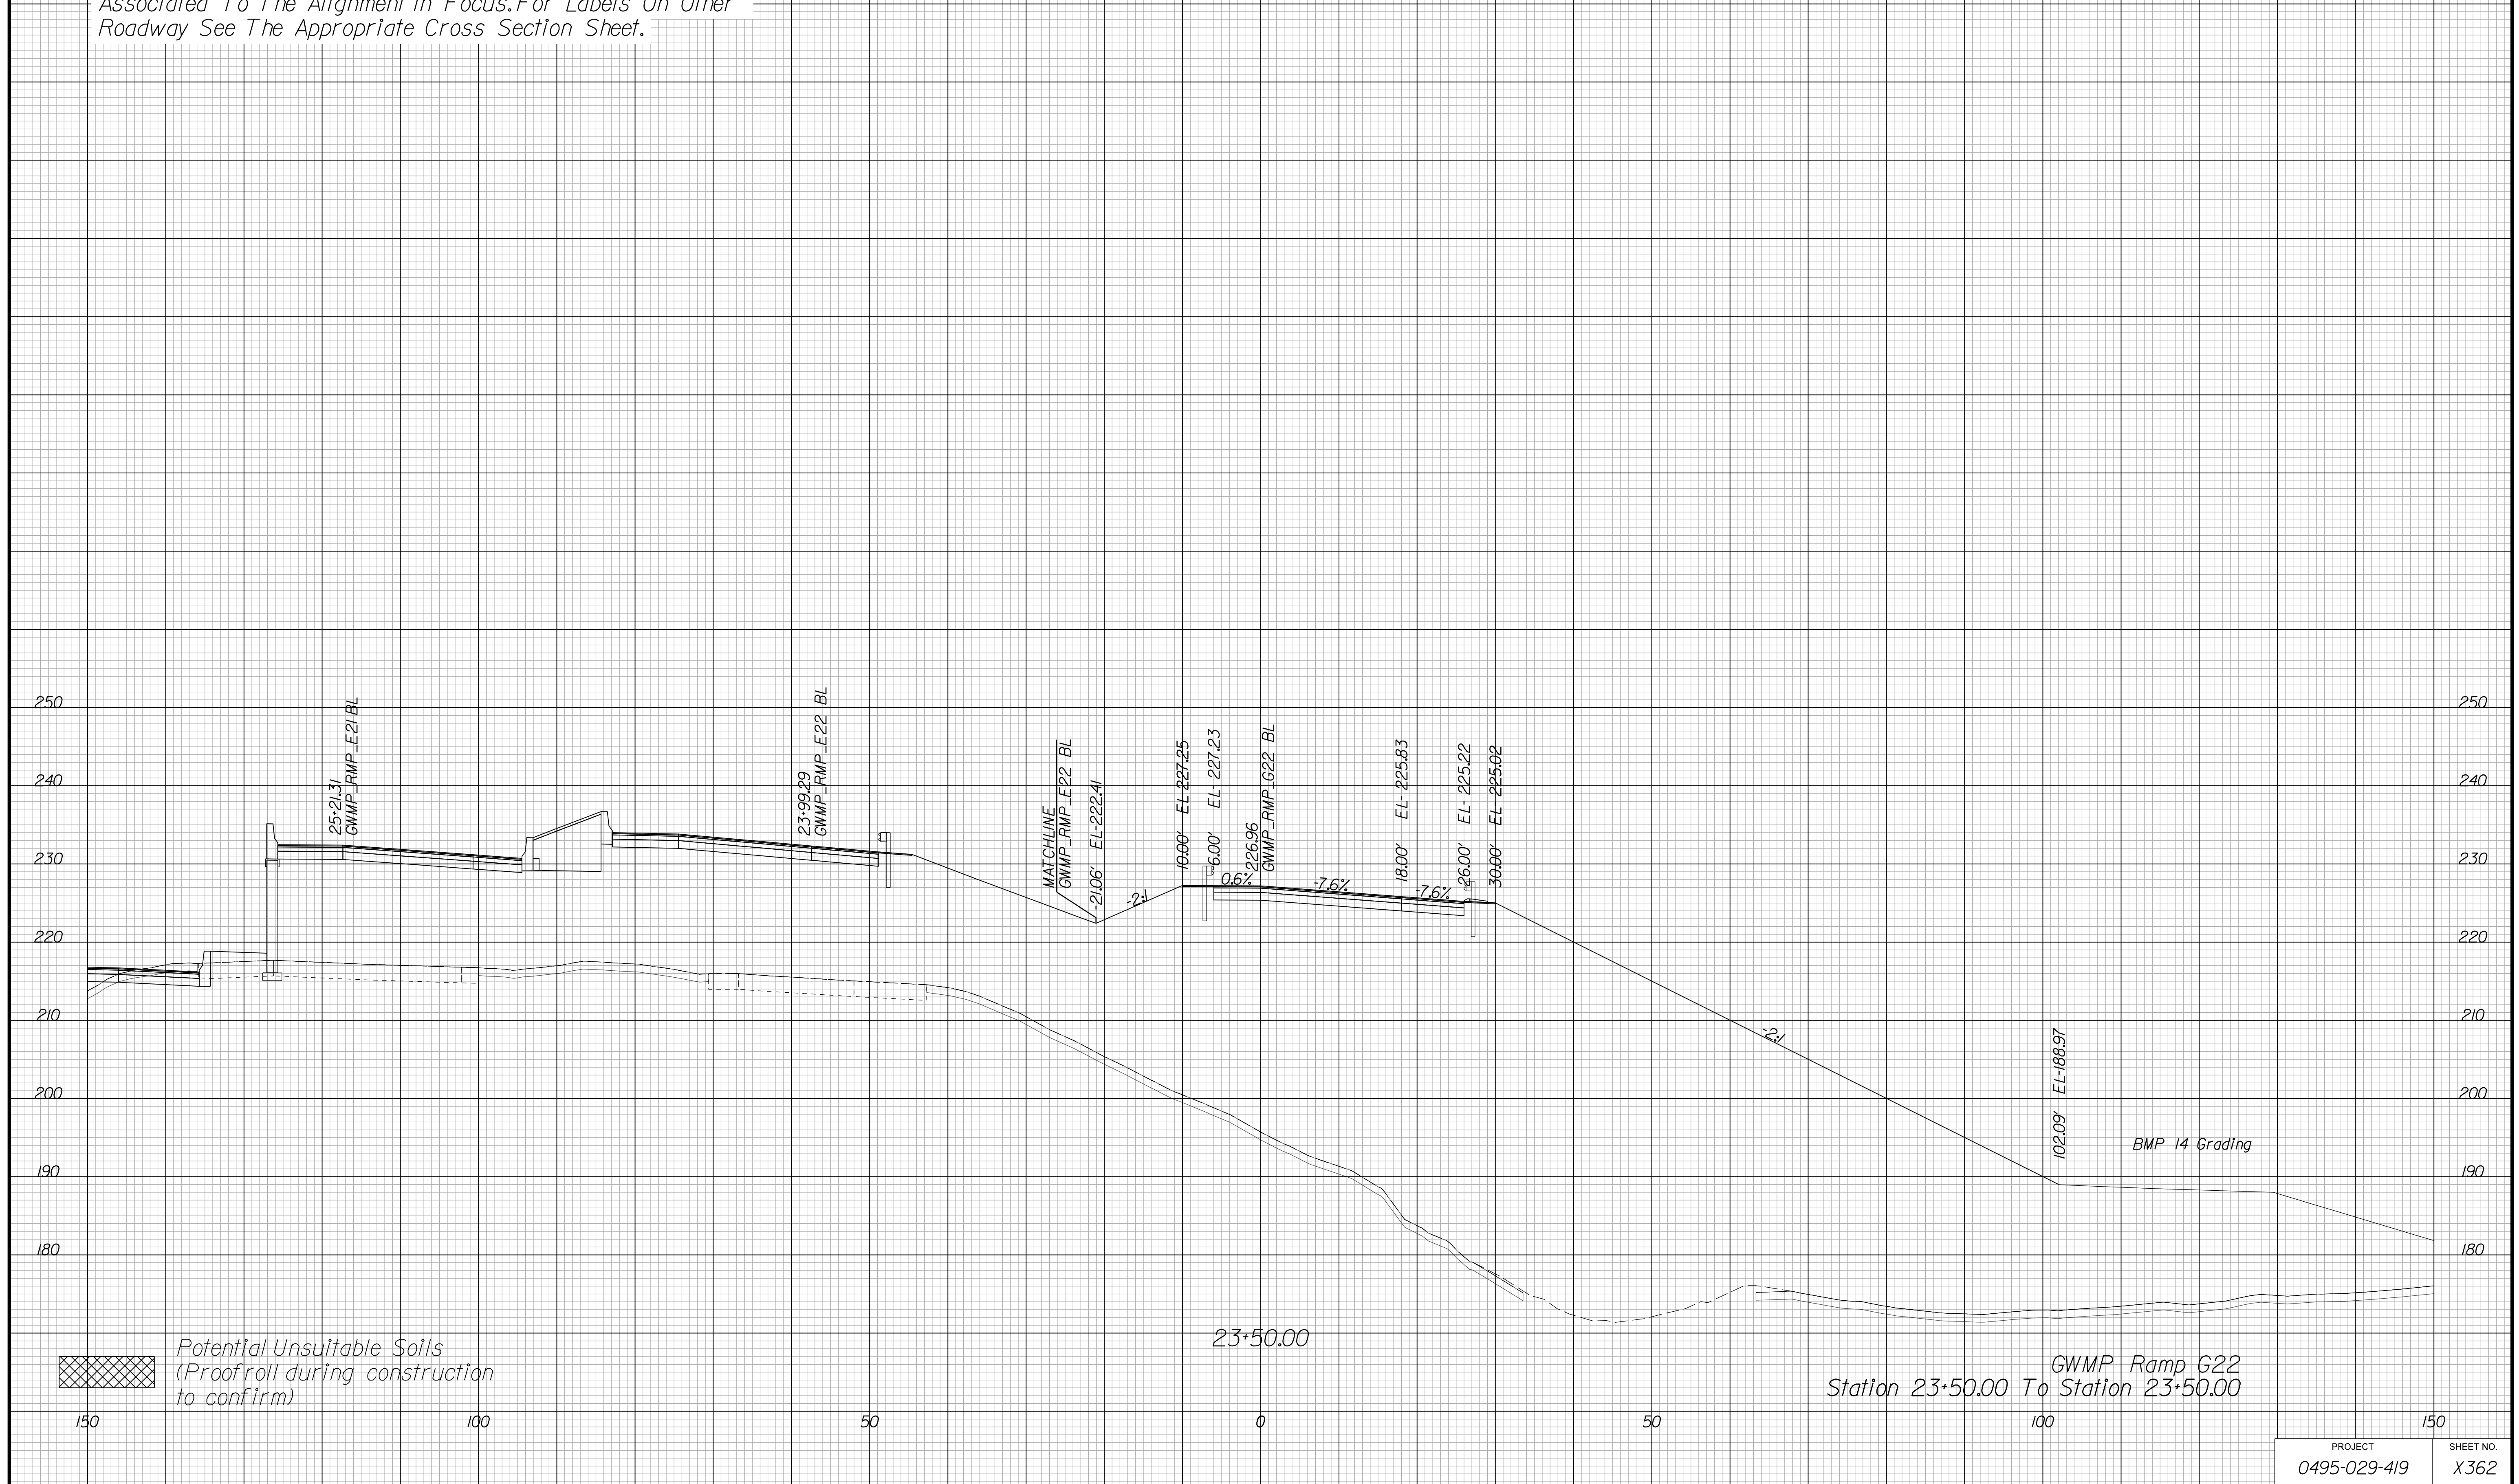 Associated To The Alignment In Focus. For Labels On Other
Roadway See The Appropriate Cross Section Sheet.
250
250
240
240
230
230
220
220
210
210
200
200
190
190
180
180
25+21.31
GWMP_RMP_E21 BL
23+99.29
GWMP_RMP_E22 BL
MATCHLINE
GWMP_RMP_E22 BL
-21.06' EL-222.41
-2:1
10.00' EL-227.25
6.00' EL- 227.23
0.6%
226.96
GWMP_RMP_G22 BL
-7.6%
18.00' EL- 225.83
-7.6%
26.00' EL- 225.22
30.00' EL- 225.02
-2:1
102.09' EL-188.97
BMP 14 Grading
Potential Unsuitable Soils
(Proofroll during construction
to confirm)
23+50.00
GWMP Ramp G22
Station 23+50.00 To Station 23+50.00
150
100
50
0
50
100
150
PROJECT
0495-029-419
SHEET NO.
X362